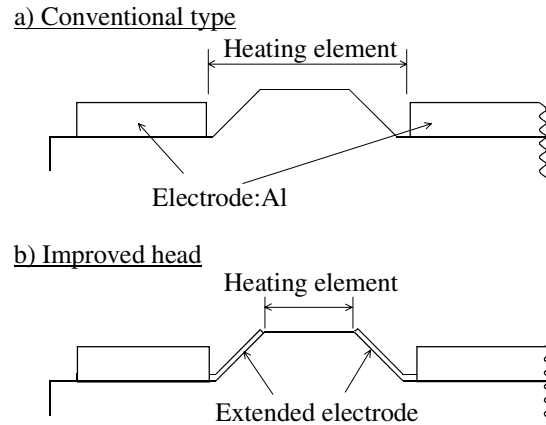 a) Conventional type
Heating element
Electrode:Al
b) Improved head
Heating element
Extended electrode